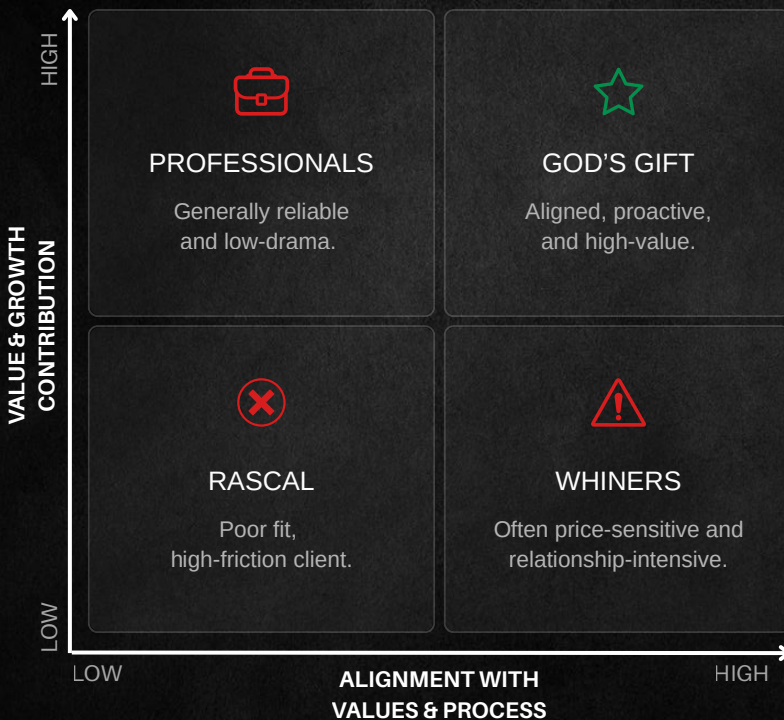 HIGH
VALUE & GROWTH
CONTRIBUTION
LOW
PROFESSIONALS
Generally reliable
and low-drama.
GOD'S GIFT
Aligned, proactive,
and high-value.
RASCAL
Poor fit,
high-friction client.
WHINERS
Often price-sensitive and
relationship-intensive.
LOW
ALIGNMENT WITH
VALUES & PROCESS
HIGH